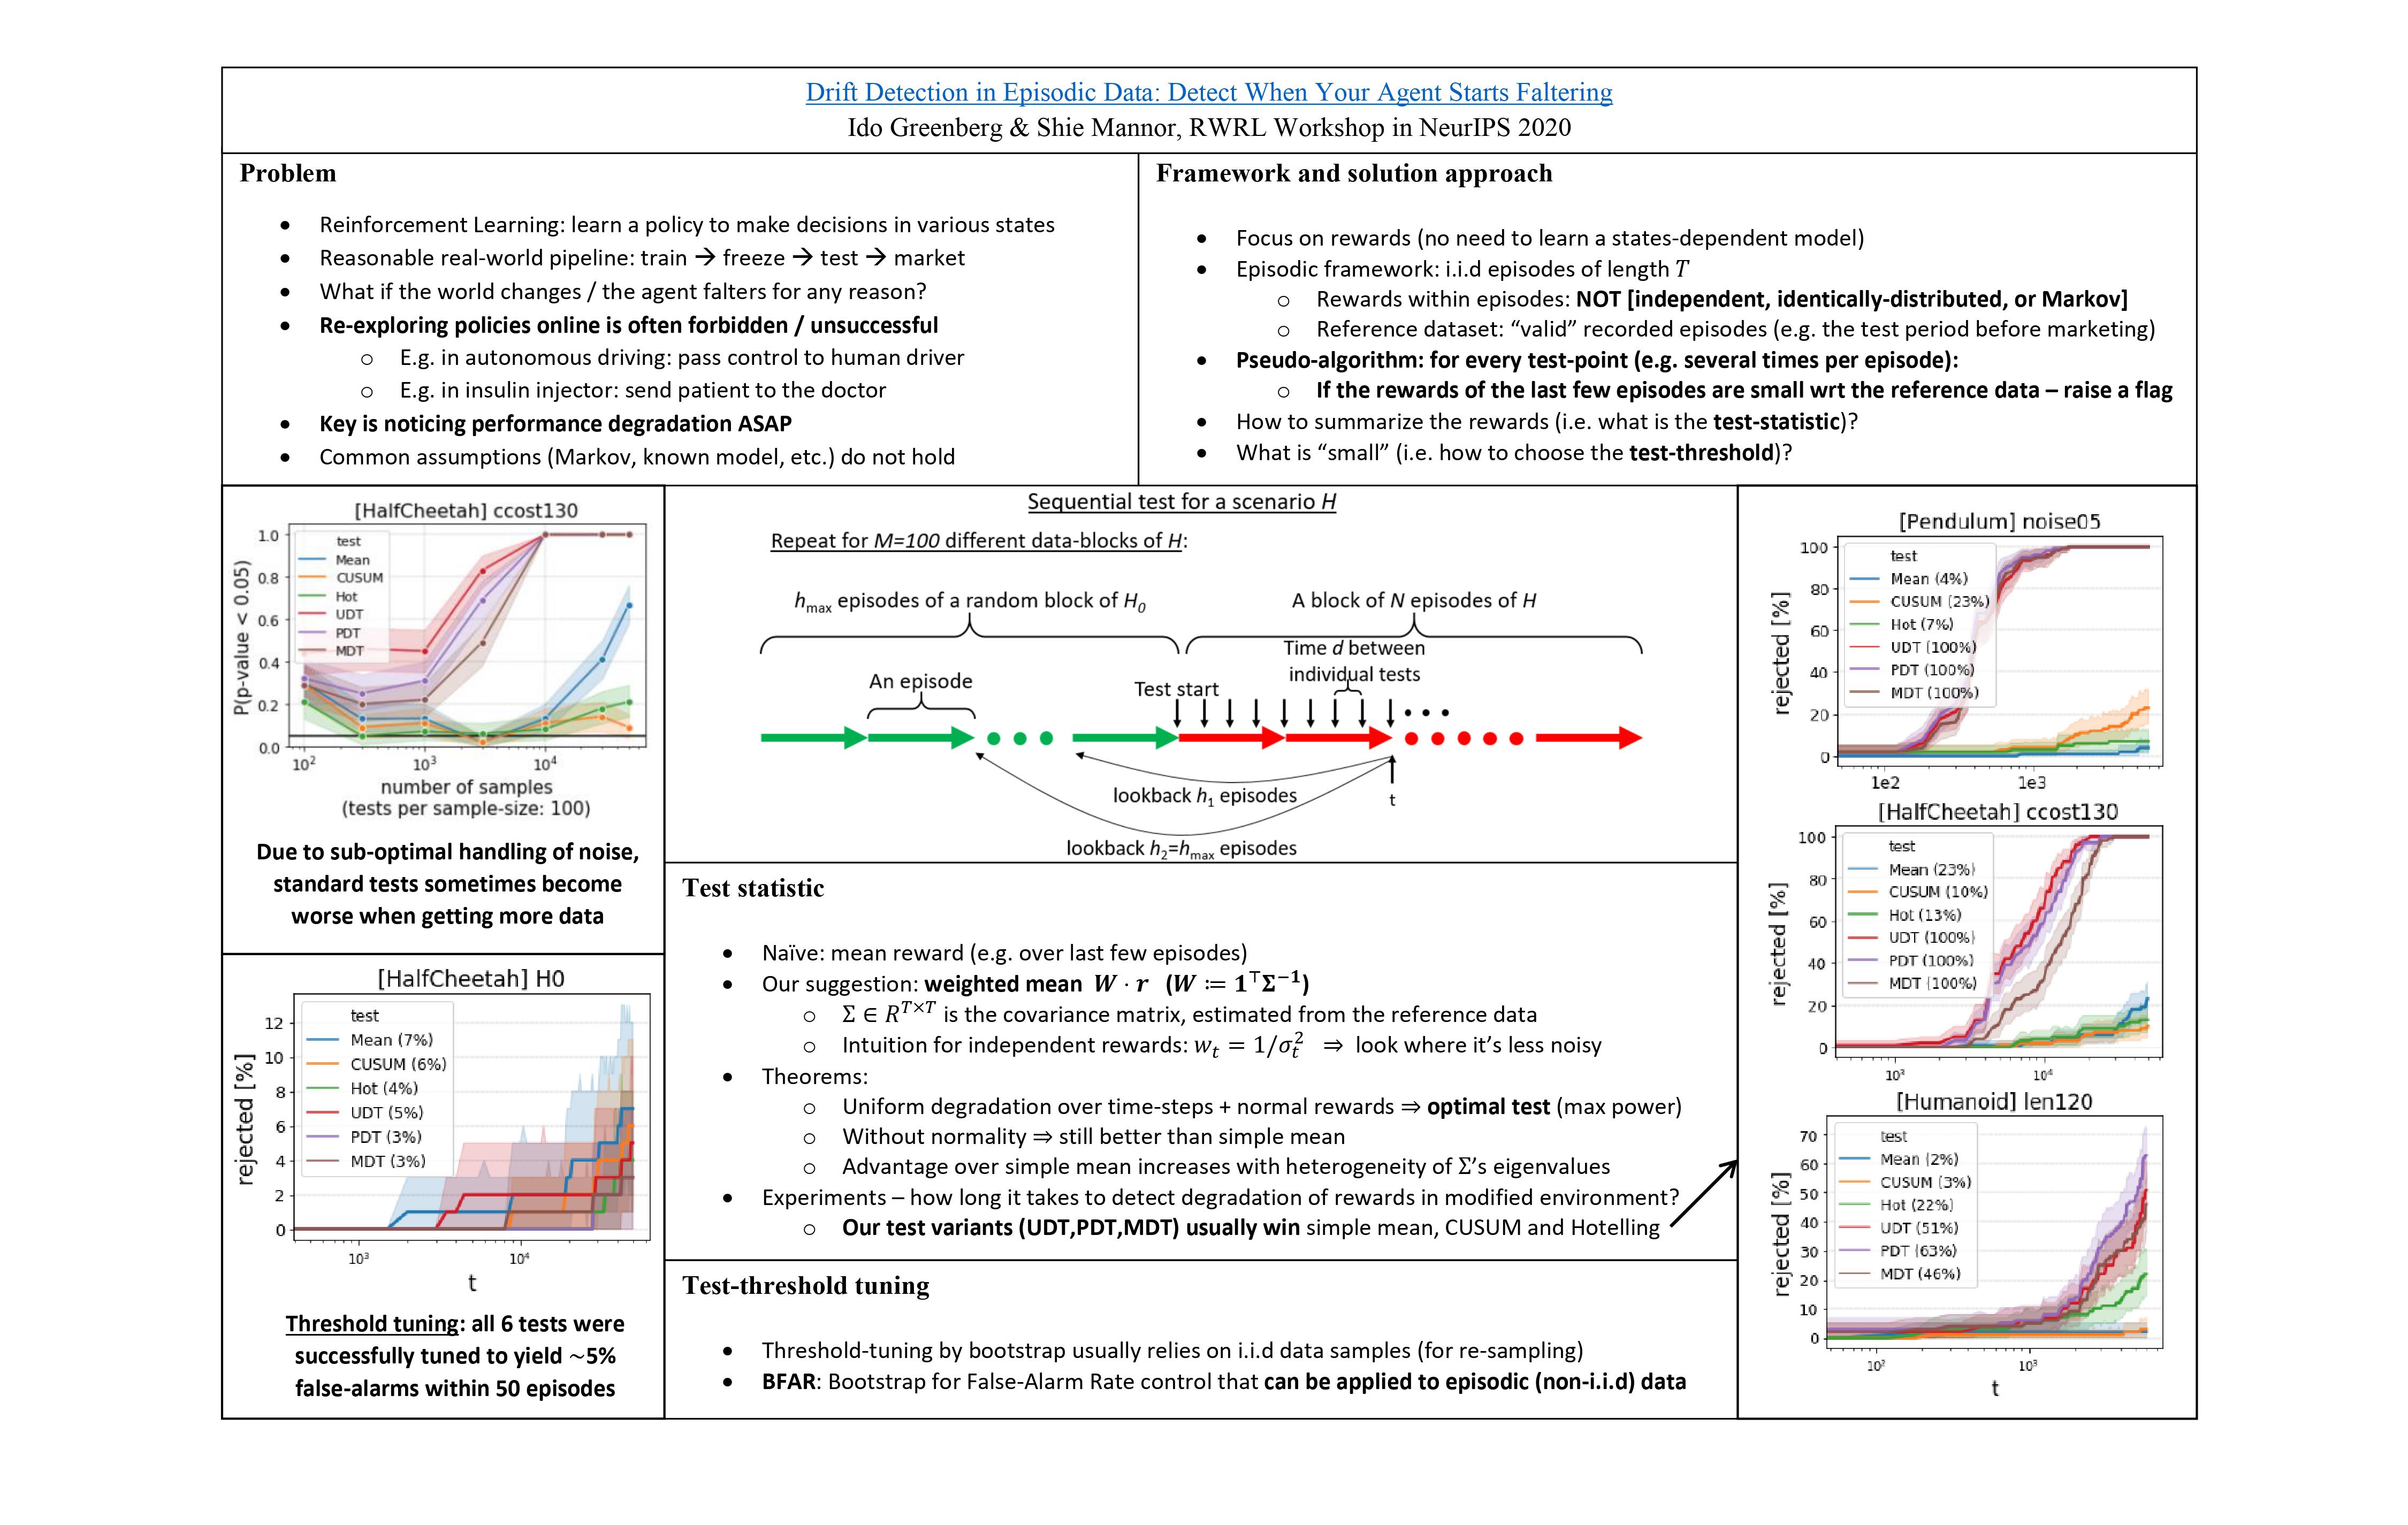 Drift Detection in Episodic Data: Detect When Your Agent Starts Faltering
Ido Greenberg & Shie Mannor, RWRL Workshop in NeurIPS 2020
Problem
• Reinforcement Learning: learn a policy to make decisions in various states
• Reasonable real-world pipeline: train → freeze → test → market
• What if the world changes / the agent falters for any reason?
• Re-exploring policies online is often forbidden / unsuccessful
o E.g. in autonomous driving: pass control to human driver
o E.g. in insulin injector: send patient to the doctor
• Key is noticing performance degradation ASAP
• Common assumptions (Markov, known model, etc.) do not hold
Framework and solution approach
• Focus on rewards (no need to learn a states-dependent model)
• Episodic framework: i.i.d episodes of length T
o Rewards within episodes: NOT [independent, identically-distributed, or Markov]
o Reference dataset: “valid” recorded episodes (e.g. the test period before marketing)
• Pseudo-algorithm: for every test-point (e.g. several times per episode):
o If the rewards of the last few episodes are small wrt the reference data – raise a flag
• How to summarize the rewards (i.e. what is the test-statistic)?
• What is “small” (i.e. how to choose the test-threshold)?
[HalfCheetah] ccost130
P(p-value < 0.05)
1.0
0.8
0.6
0.4
0.2
0.0
test
Mean
CUSUM
Hot
UDT
PDT
MDT
10² 10³ 10⁴
number of samples
(tests per sample-size: 100)
Due to sub-optimal handling of noise,
standard tests sometimes become
worse when getting more data
[HalfCheetah] H0
rejected [%]
12
10
8
6
4
2
0
test
Mean (7%)
CUSUM (6%)
Hot (4%)
UDT (5%)
PDT (3%)
MDT (3%)
10³ 10⁴
t
Threshold tuning: all 6 tests were
successfully tuned to yield ~5%
false-alarms within 50 episodes
Sequential test for a scenario H
Repeat for M=100 different data-blocks of H:
h_max episodes of a random block of H₀
A block of N episodes of H
Time d between
individual tests
An episode
Test start
lookback h₁ episodes
t
lookback h₂=h_max episodes
Test statistic
• Naïve: mean reward (e.g. over last few episodes)
• Our suggestion: weighted mean W · r (W ≔ 1ᵀΣ⁻¹)
o Σ ∈ R^{T×T} is the covariance matrix, estimated from the reference data
o Intuition for independent rewards: w_t = 1/σ_t² ⇒ look where it’s less noisy
• Theorems:
o Uniform degradation over time-steps + normal rewards ⇒ optimal test (max power)
o Without normality ⇒ still better than simple mean
o Advantage over simple mean increases with heterogeneity of Σ’s eigenvalues
• Experiments – how long it takes to detect degradation of rewards in modified environment?
o Our test variants (UDT,PDT,MDT) usually win simple mean, CUSUM and Hotelling
Test-threshold tuning
• Threshold-tuning by bootstrap usually relies on i.i.d data samples (for re-sampling)
• BFAR: Bootstrap for False-Alarm Rate control that can be applied to episodic (non-i.i.d) data
[Pendulum] noise05
rejected [%]
100
80
60
40
20
0
test
Mean (4%)
CUSUM (23%)
Hot (7%)
UDT (100%)
PDT (100%)
MDT (100%)
1e2 1e3
[HalfCheetah] ccost130
rejected [%]
100
80
60
40
20
0
test
Mean (23%)
CUSUM (10%)
Hot (13%)
UDT (100%)
PDT (100%)
MDT (100%)
10³ 10⁴
[Humanoid] len120
rejected [%]
70
60
50
40
30
20
10
0
test
Mean (2%)
CUSUM (3%)
Hot (22%)
UDT (51%)
PDT (63%)
MDT (46%)
10² 10³
t